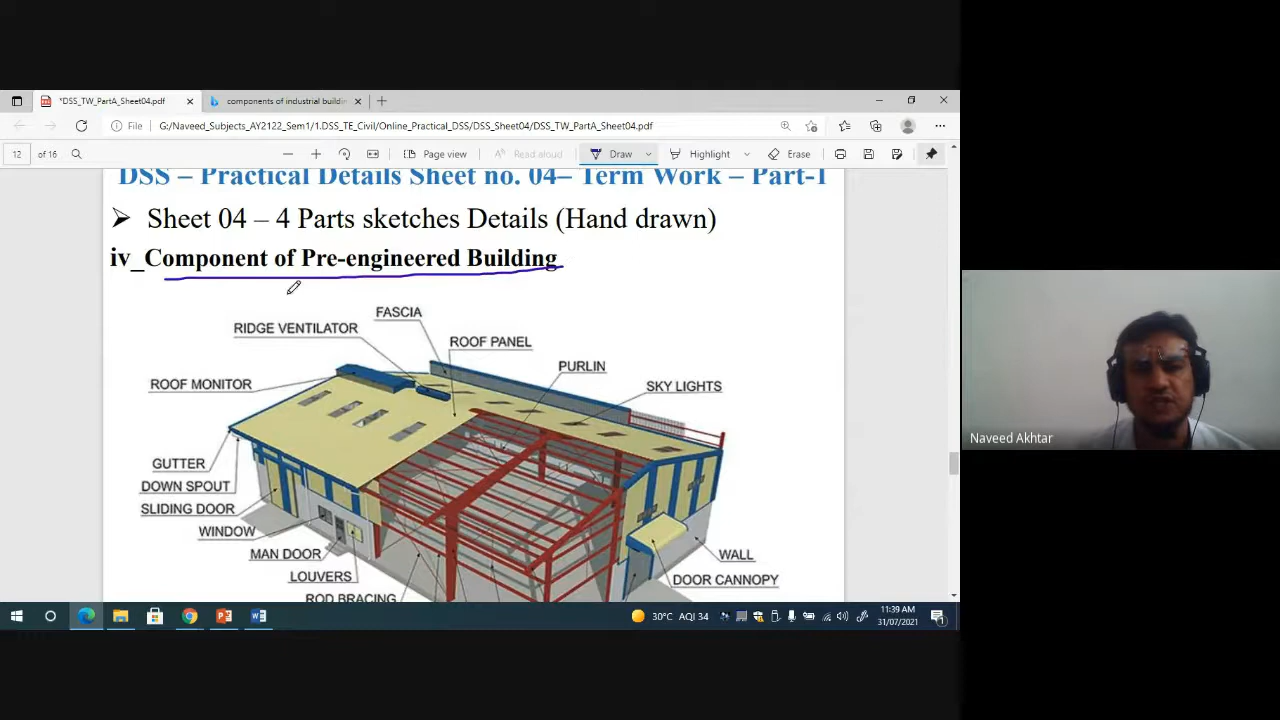 *DSS_TW_PartA_Sheet04.pdf
components of industrial buildin
File
G:/Naveed_Subjects_AY2122_Sem1/1.DSS_TE_Civil/Online_Practical_DSS/DSS_Sheet04/DSS_TW_PartA_Sheet04.pdf
12 of 16
Page view
Read aloud
Draw
Highlight
Erase
DSS – Practical Details Sheet no. 04– Term Work – Part-1
Sheet 04 – 4 Parts sketches Details (Hand drawn)
iv_Component of Pre-engineered Building
FASCIA
RIDGE VENTILATOR
ROOF PANEL
PURLIN
ROOF MONITOR
SKY LIGHTS
GUTTER
DOWN SPOUT
SLIDING DOOR
WINDOW
MAN DOOR
WALL
LOUVERS
DOOR CANNOPY
ROD BRACING
Naveed Akhtar
30°C AQI 34
11:39 AM
31/07/2021